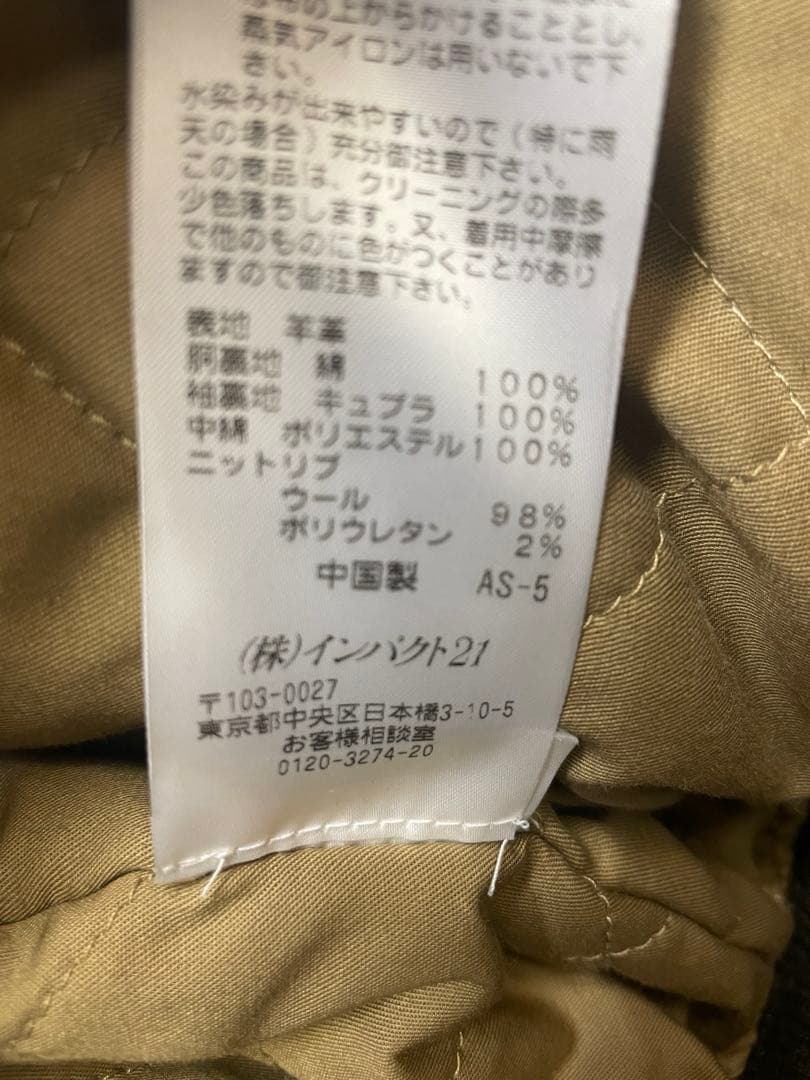 の上からかけることとし、
蒸気アイロンは用いないで下
さい。
水染みが出来やすいので(特に雨
天の場合)充分御注意下さい。
この商品は、クリーニングの際多
少色落ちします。又、着用中摩擦
で他のものに色がつくことがあり
ますので御注意下さい。
表地 羊革
胴裏地 綿 100%
袖裏地 キュプラ 100%
中綿 ポリエステル 100%
ニットリブ
ウール 98%
ポリウレタン 2%
中国製 AS-5
(株)インパクト21
〒103-0027
東京都中央区日本橋3-10-5
お客様相談室
0120-3274-20